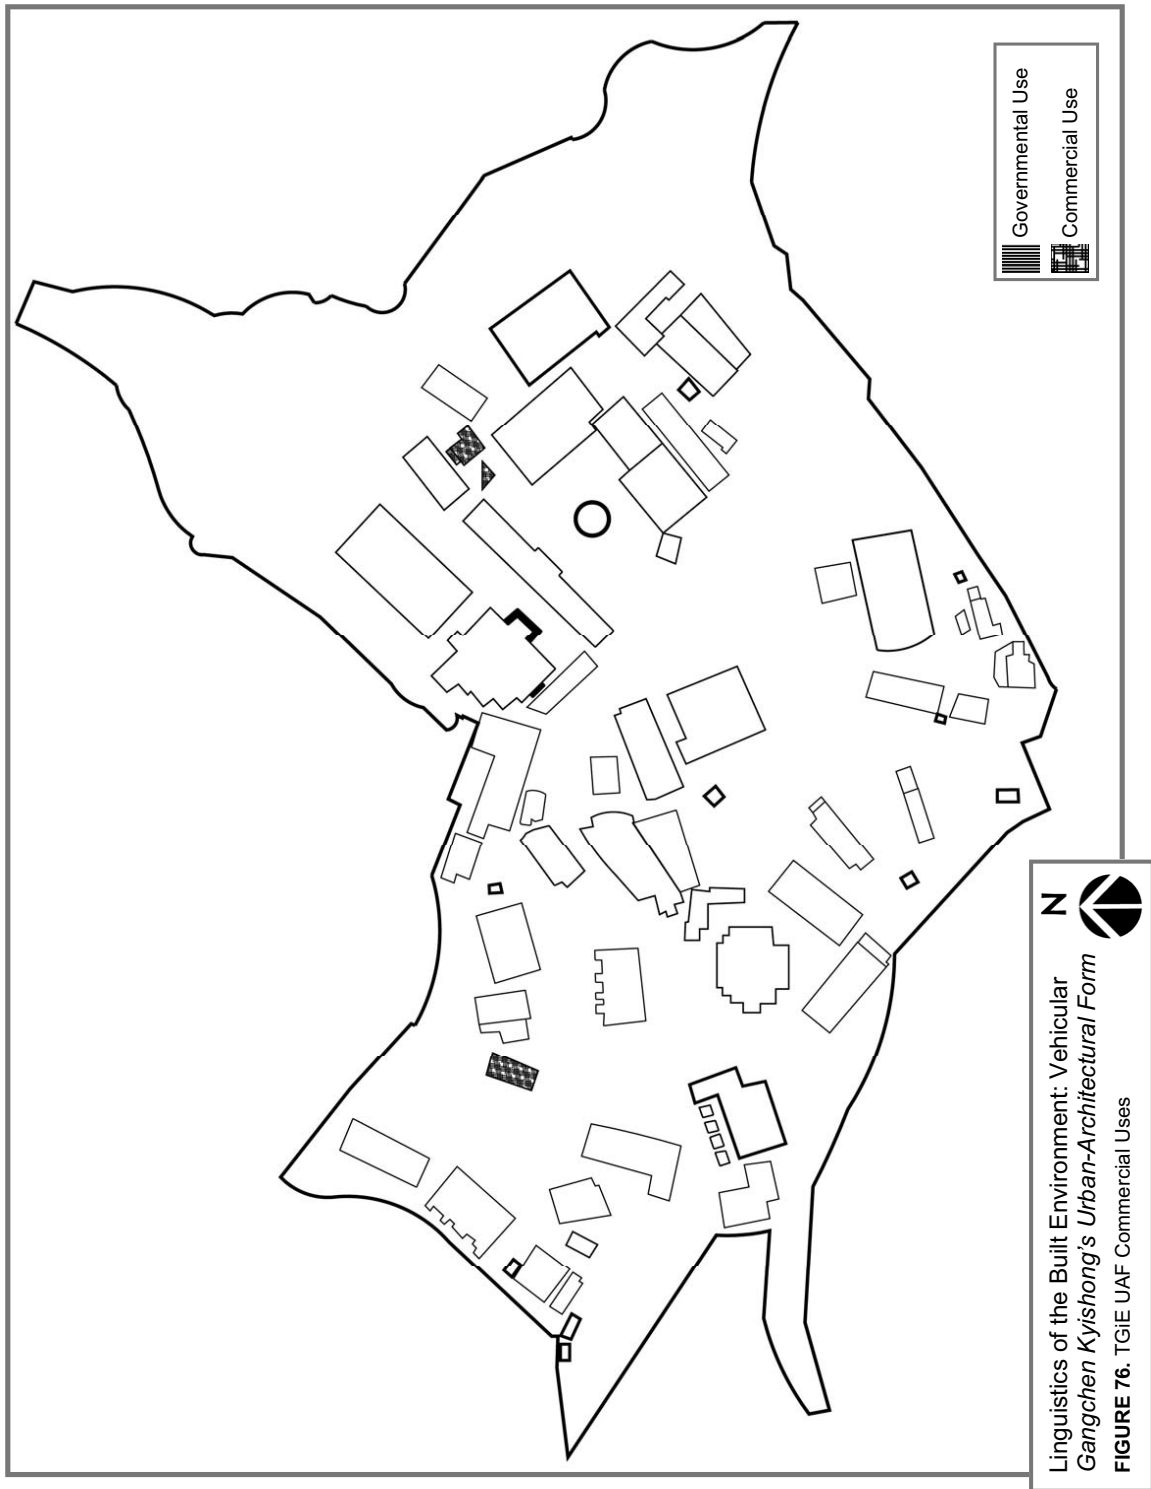 Governmental Use
Commercial Use
N
Linguistics of the Built Environment: Vehicular
Gangchen Kyishong's Urban-Architectural Form
FIGURE 76. TGiE UAF Commercial Uses